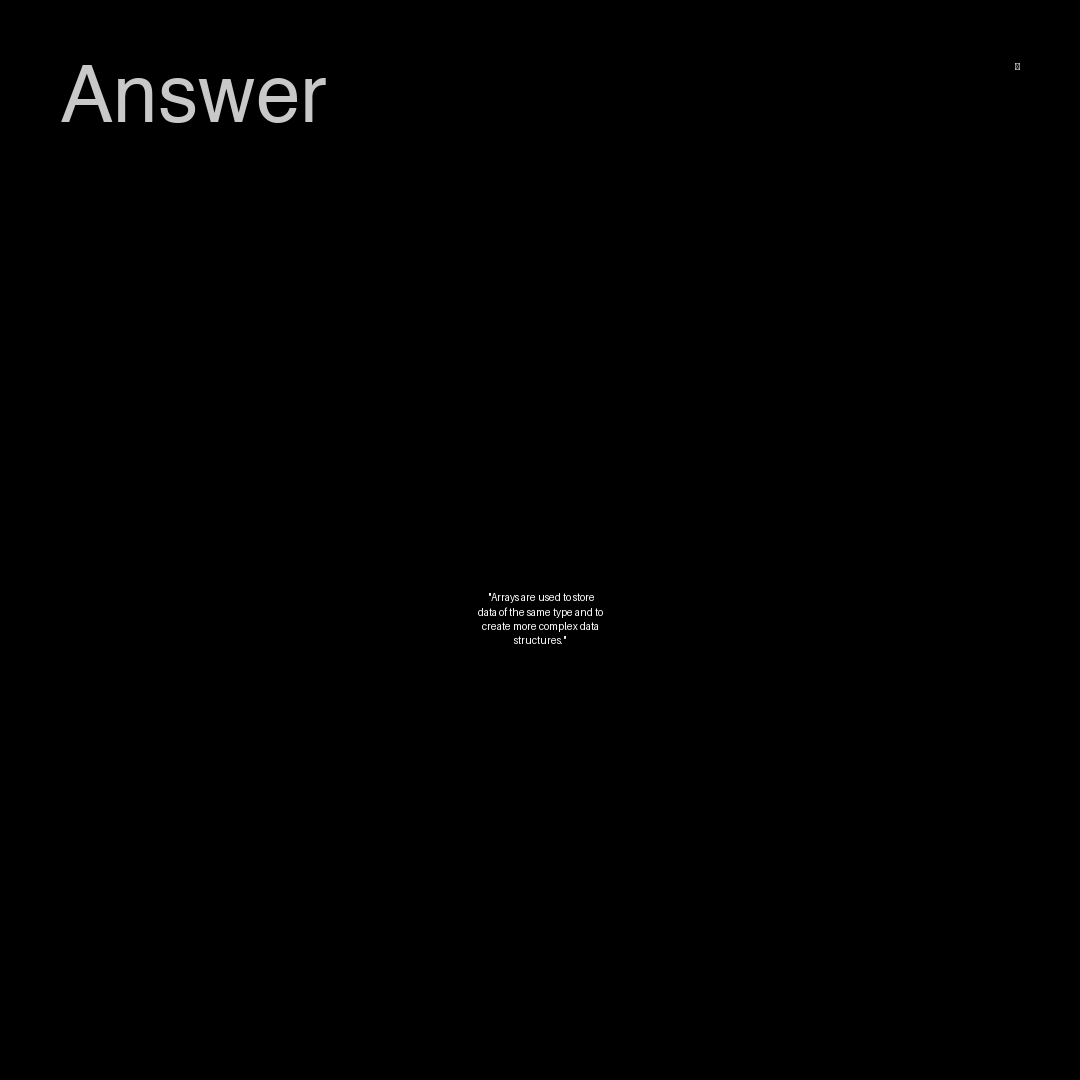 Answer
"Arrays are used to store
data of the same type and to
create more complex data
structures."